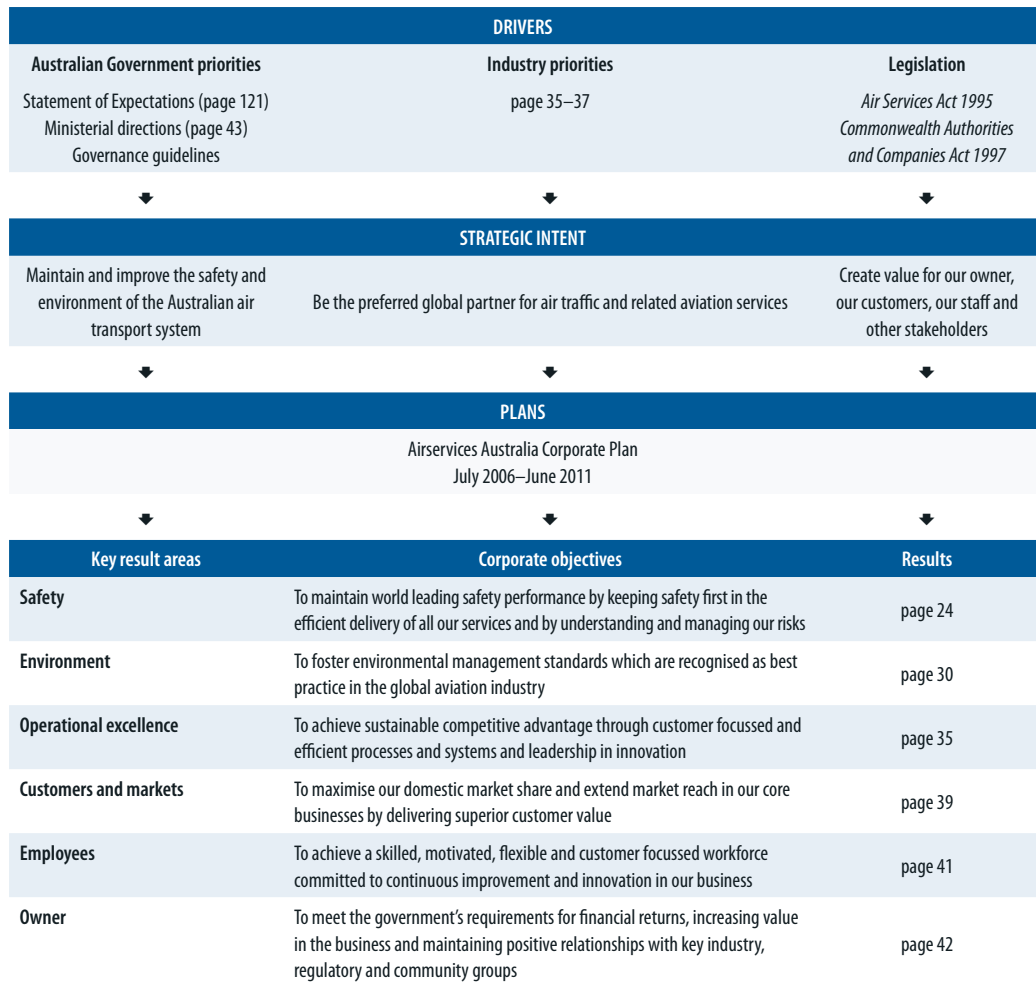 DRIVERS
Australian Government priorities
Statement of Expectations (page 121)
Ministerial directions (page 43)
Governance guidelines
Industry priorities
page 35–37
Legislation
Air Services Act 1995
Commonwealth Authorities
and Companies Act 1997
STRATEGIC INTENT
Maintain and improve the safety and
environment of the Australian air
transport system
Be the preferred global partner for air traffic and related aviation services
Create value for our owner,
our customers, our staff and
other stakeholders
PLANS
Airservices Australia Corporate Plan
July 2006–June 2011
Key result areas Corporate objectives Results
Safety
To maintain world leading safety performance by keeping safety first in the
efficient delivery of all our services and by understanding and managing our risks
page 24
Environment
To foster environmental management standards which are recognised as best
practice in the global aviation industry
page 30
Operational excellence
To achieve sustainable competitive advantage through customer focussed and
efficient processes and systems and leadership in innovation
page 35
Customers and markets
To maximise our domestic market share and extend market reach in our core
businesses by delivering superior customer value
page 39
Employees
To achieve a skilled, motivated, flexible and customer focussed workforce
committed to continuous improvement and innovation in our business
page 41
Owner
To meet the government's requirements for financial returns, increasing value
in the business and maintaining positive relationships with key industry,
regulatory and community groups
page 42